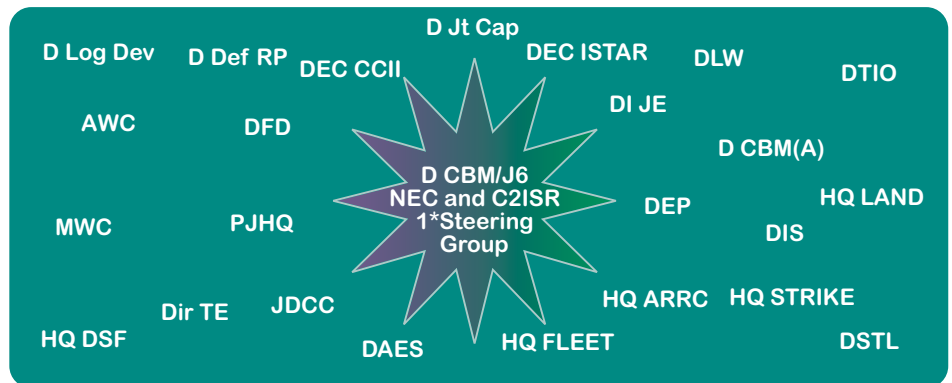 D Jt Cap
D Log Dev
D Def RP
DEC CCII
DEC ISTAR
DLW
DTIO
AWC
DFD
DI JE
D CBM(A)
D CBM/J6
NEC and C2ISR
1*Steering
Group
MWC
PJHQ
DEP
HQ LAND
DIS
Dir TE
JDCC
HQ ARRC
HQ STRIKE
HQ DSF
DAES
HQ FLEET
DSTL